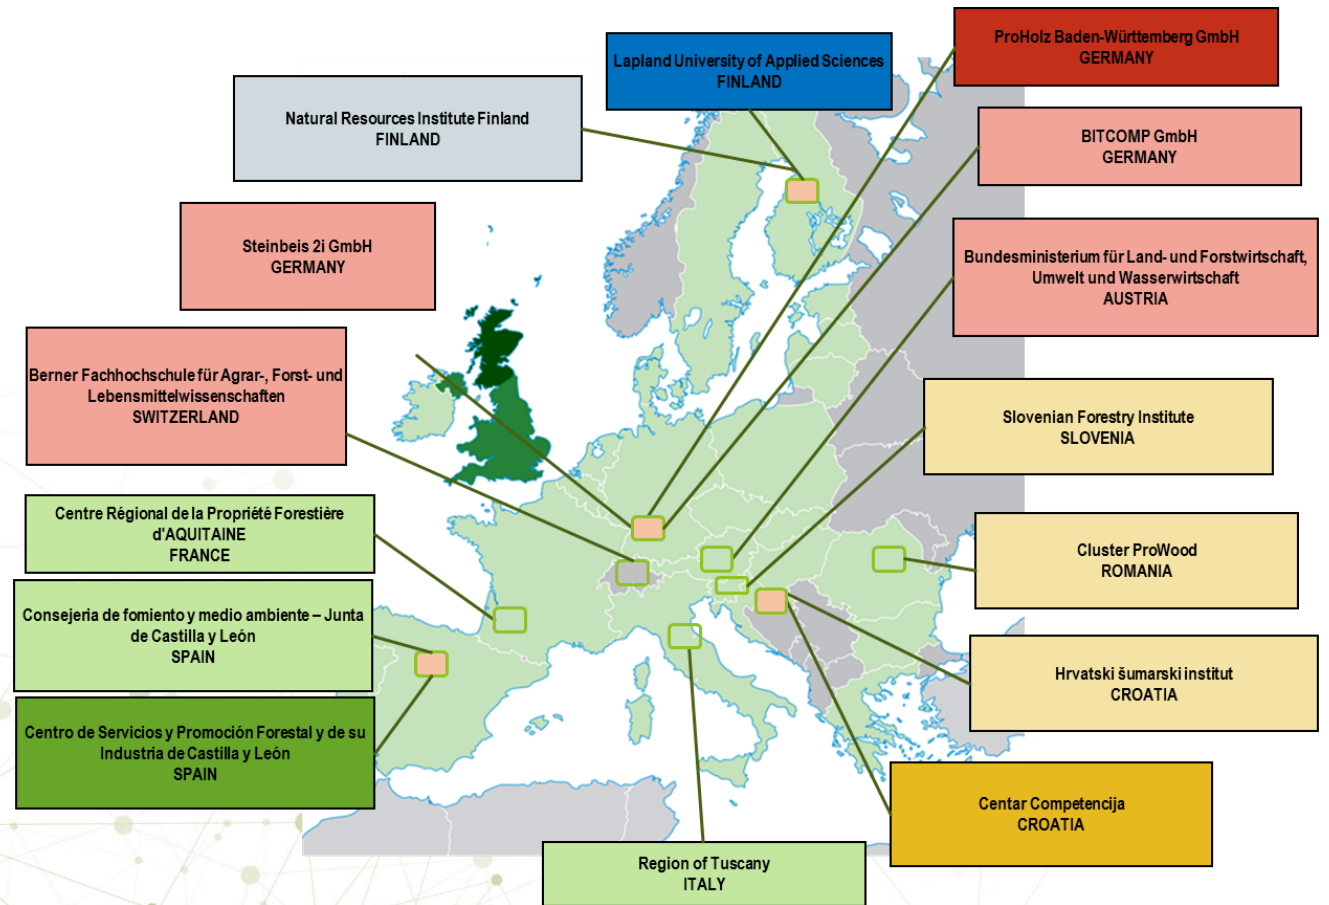 ProHolz Baden-Württemberg GmbH
GERMANY
Lapland University of Applied Sciences
FINLAND
Natural Resources Institute Finland
FINLAND
BITCOMP GmbH
GERMANY
Steinbeis 2i GmbH
GERMANY
Bundesministerium für Land- und Forstwirtschaft,
Umwelt und Wasserwirtschaft
AUSTRIA
Berner Fachhochschule für Agrar-, Forst- und
Lebensmittelwissenschaften
SWITZERLAND
Slovenian Forestry Institute
SLOVENIA
Centre Régional de la Propriété Forestière
d'AQUITAINE
FRANCE
Cluster ProWood
ROMANIA
Consejeria de fomiento y medio ambiente – Junta
de Castilla y León
SPAIN
Hrvatski šumarski institut
CROATIA
Centro de Servicios y Promoción Forestal y de su
Industria de Castilla y León
SPAIN
Centar Competencija
CROATIA
Region of Tuscany
ITALY